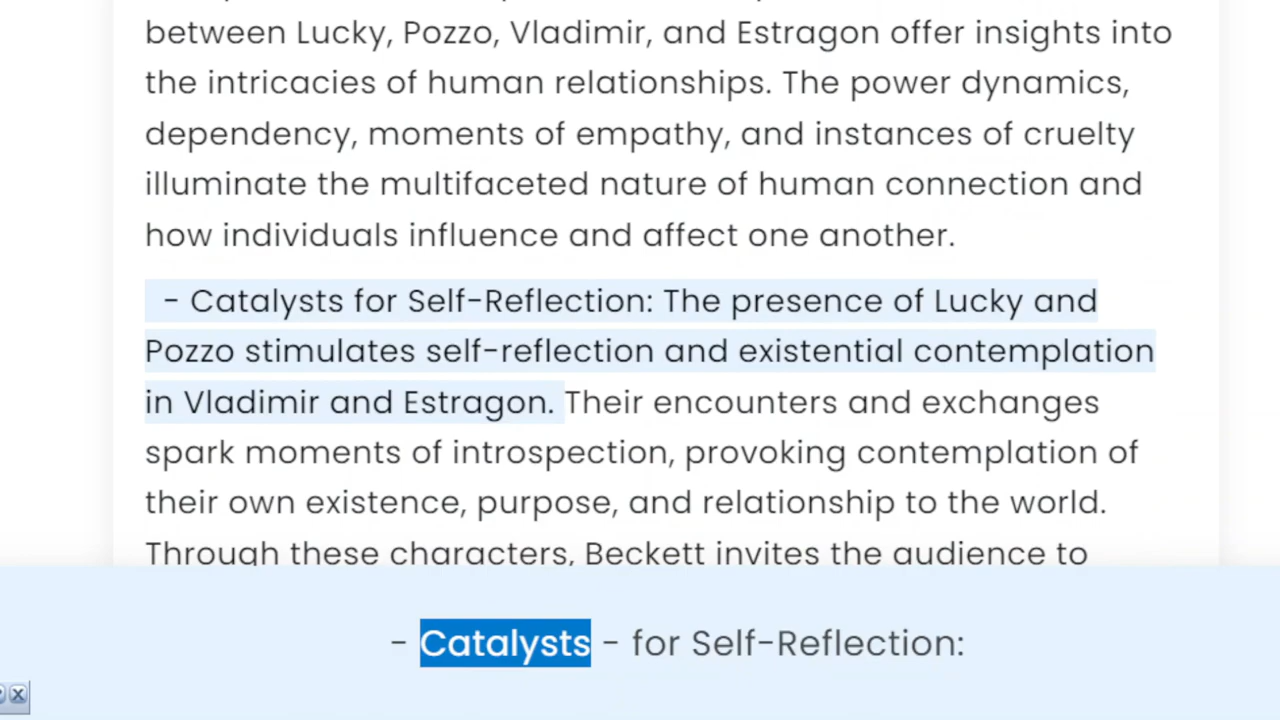 between Lucky, Pozzo, Vladimir, and Estragon offer insights into
the intricacies of human relationships. The power dynamics,
dependency, moments of empathy, and instances of cruelty
illuminate the multifaceted nature of human connection and
how individuals influence and affect one another.
- Catalysts for Self-Reflection: The presence of Lucky and
Pozzo stimulates self-reflection and existential contemplation
in Vladimir and Estragon. Their encounters and exchanges
spark moments of introspection, provoking contemplation of
their own existence, purpose, and relationship to the world.
Through these characters, Beckett invites the audience to
- Catalysts - for Self-Reflection: